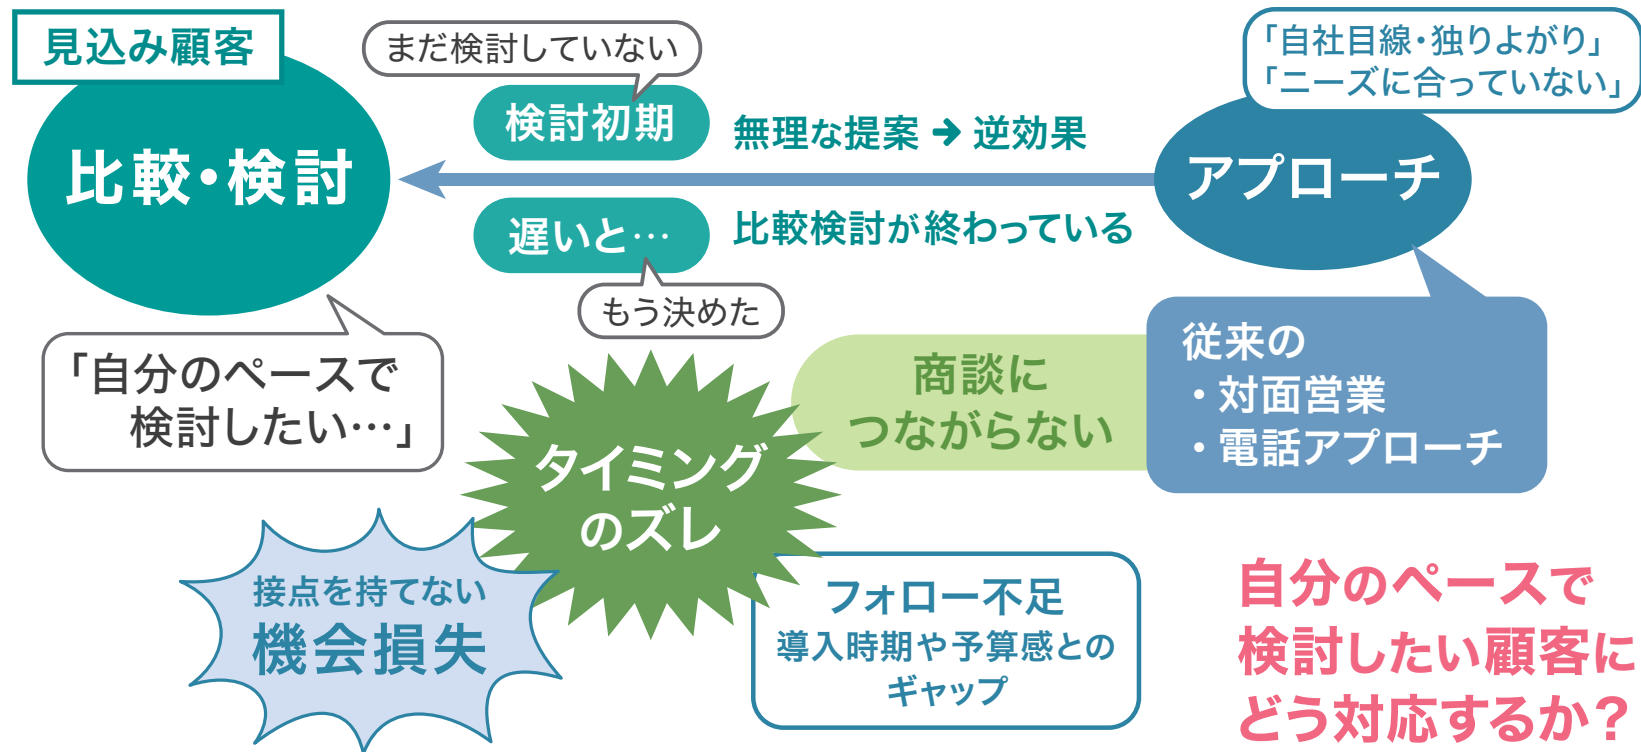 見込み顧客
比較・検討
「自分のペースで
検討したい…」
まだ検討していない
検討初期
無理な提案 ➜ 逆効果
遅いと…
比較検討が終わっている
もう決めた
「自社目線・独りよがり」
「ニーズに合っていない」
アプローチ
従来の
・対面営業
・電話アプローチ
商談に
つながらない
タイミング
のズレ
接点を持てない
機会損失
フォロー不足
導入時期や予算感との
ギャップ
自分のペースで
検討したい顧客に
どう対応するか？